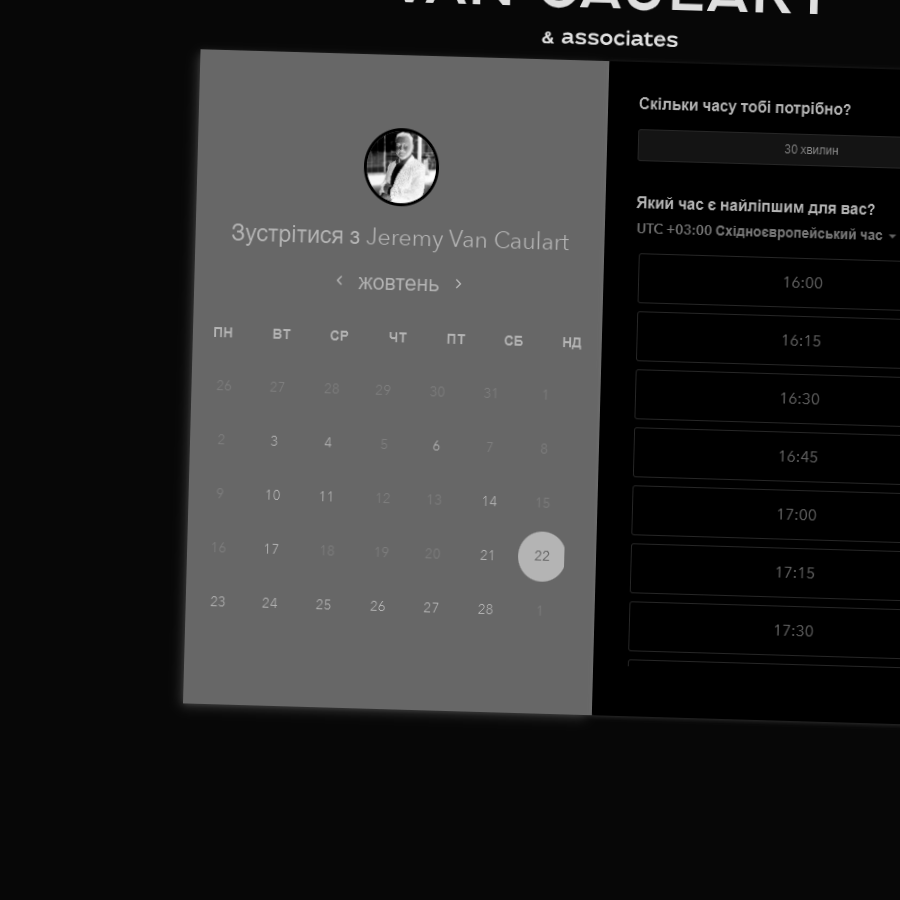 VAN CAULART
& associates
Зустрітися з Jeremy Van Caulart
жовтень
ПН ВТ СР ЧТ ПТ СБ НД
26 27 28 29 30 31 1
2 3 4 5 6 7 8
9 10 11 12 13 14 15
16 17 18 19 20 21 22
23 24 25 26 27 28 1
Скільки часу тобі потрібно?
30 хвилин
Який час є найліпшим для вас?
UTC +03:00 Східноєвропейський час
16:00
16:15
16:30
16:45
17:00
17:15
17:30